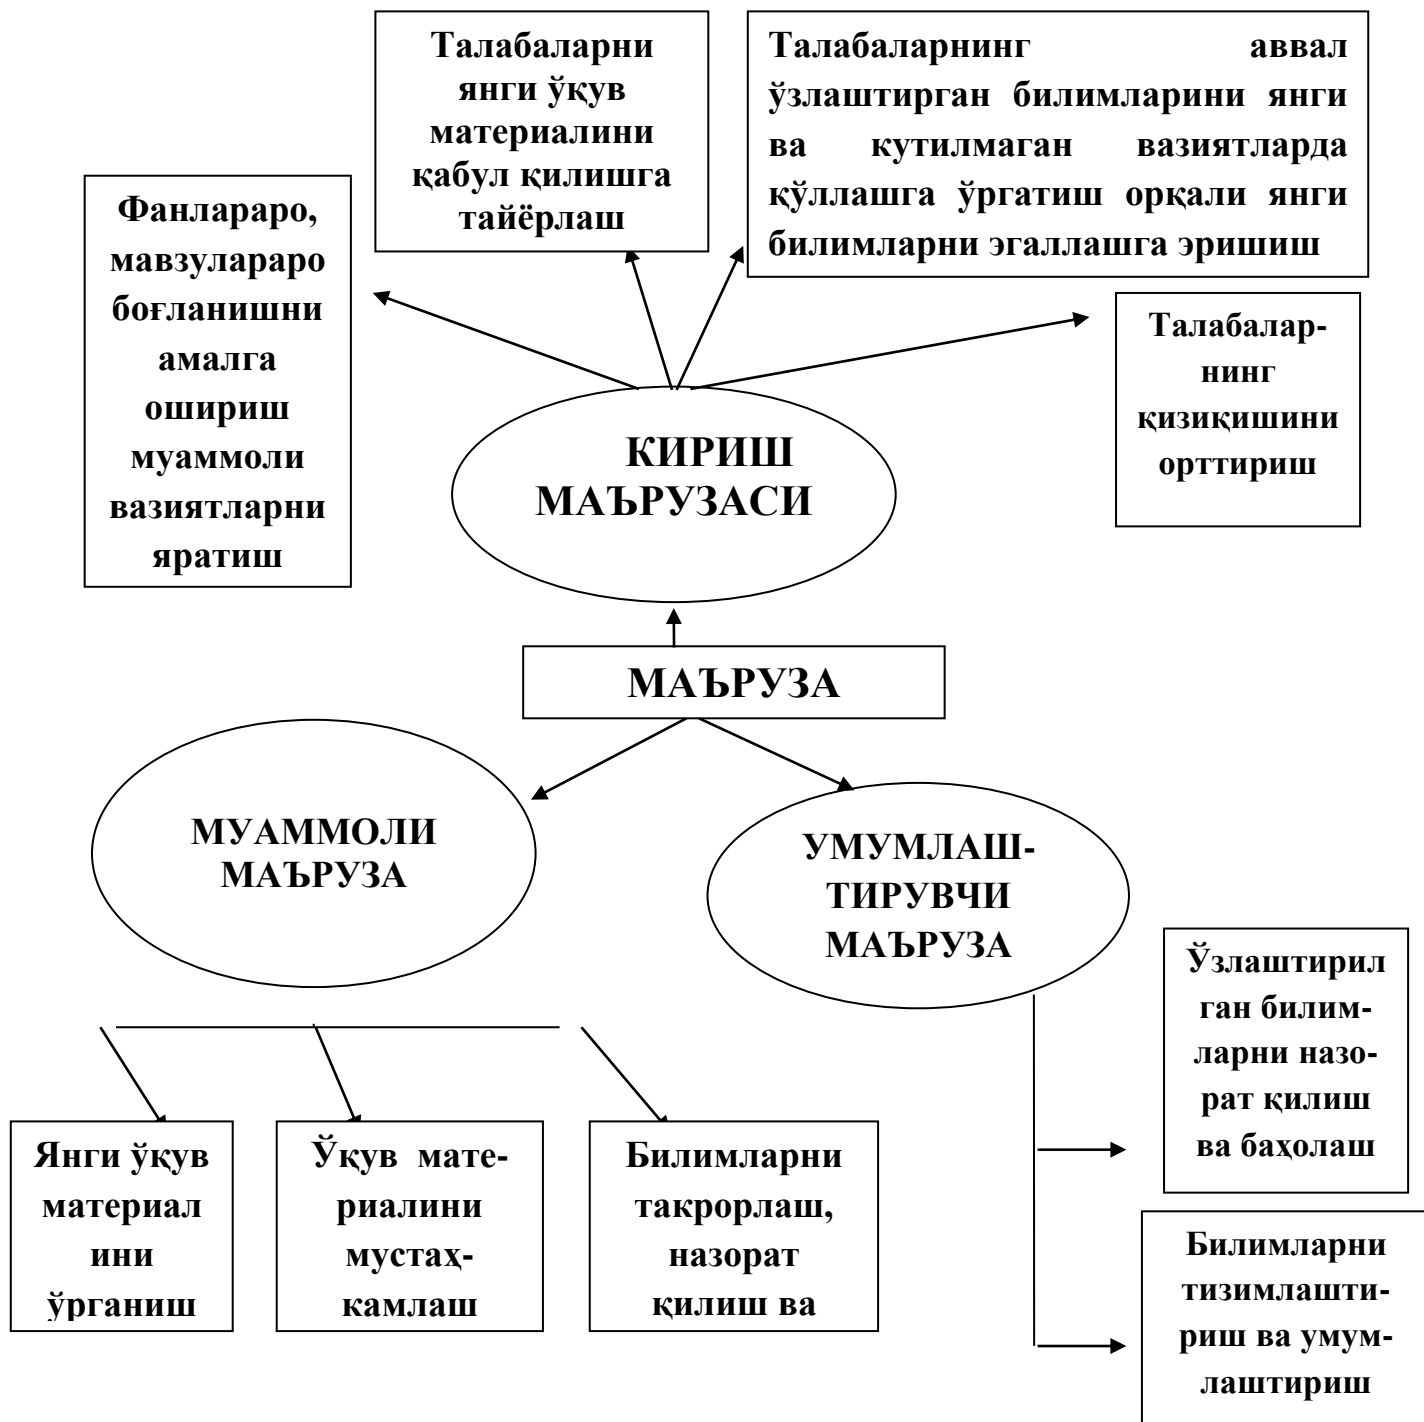 Талабаларни
янги ўқув
материалини
қабул қилишга
тайёрлаш
Талабаларнинг аввал
ўзлаштирган билимларини янги
ва кутилмаган вазиятларда
қўллашга ўргатиш орқали янги
билимларни эгаллашга эришиш
Фанлараро,
мавзулараро
боғланишни
амалга
ошириш
муаммоли
вазиятларни
яратиш
Талабалар-
нинг
қизиқишини
орттириш
КИРИШ
МАЪРУЗАСИ
МАЪРУЗА
МУАММОЛИ
МАЪРУЗА
УМУМЛАШ-
ТИРУВЧИ
МАЪРУЗА
Ўзлаштирил
ган билим-
ларни назо-
рат қилиш
ва баҳолаш
Янги ўқув
материал
ини
ўрганиш
Ўқув мате-
риалини
мустаҳ-
камлаш
Билимларни
такрорлаш,
назорат
қилиш ва
Билимларни
тизимлашти-
риш ва умум-
лаштириш